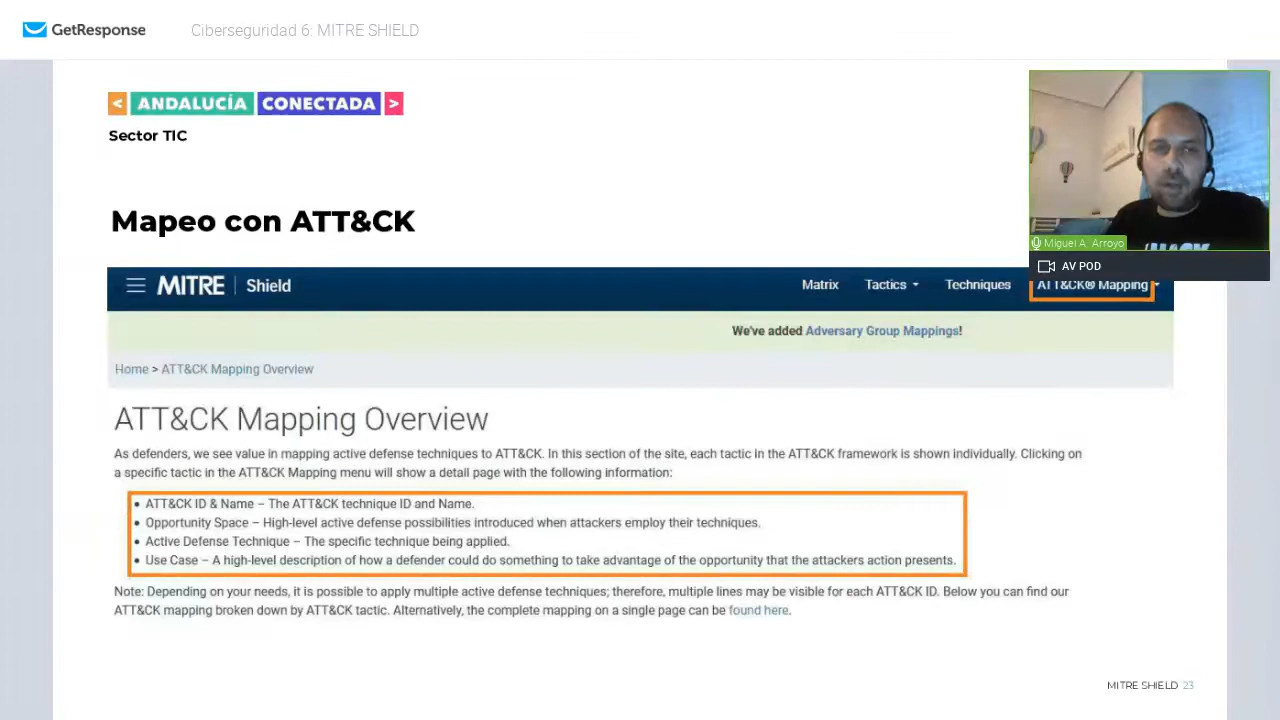 GetResponse
Ciberseguridad 6: MITRE SHIELD
< ANDALUCÍA CONECTADA >
Sector TIC
Mapeo con ATT&CK
Miguel A. Arroyo
AV POD
MITRE | Shield
Matrix
Tactics
Techniques
ATT&CK® Mapping
We've added Adversary Group Mappings!
Home > ATT&CK Mapping Overview
ATT&CK Mapping Overview
As defenders, we see value in mapping active defense techniques to ATT&CK. In this section of the site, each tactic in the ATT&CK framework is shown individually. Clicking on
a specific tactic in the ATT&CK Mapping menu will show a detail page with the following information:
• ATT&CK ID & Name – The ATT&CK technique ID and Name.
• Opportunity Space – High-level active defense possibilities introduced when attackers employ their techniques.
• Active Defense Technique – The specific technique being applied.
• Use Case – A high-level description of how a defender could do something to take advantage of the opportunity that the attackers action presents.
Note: Depending on your needs, it is possible to apply multiple active defense techniques; therefore, multiple lines may be visible for each ATT&CK ID. Below you can find our
ATT&CK mapping broken down by ATT&CK tactic. Alternatively, the complete mapping on a single page can be found here.
MITRE SHIELD 23